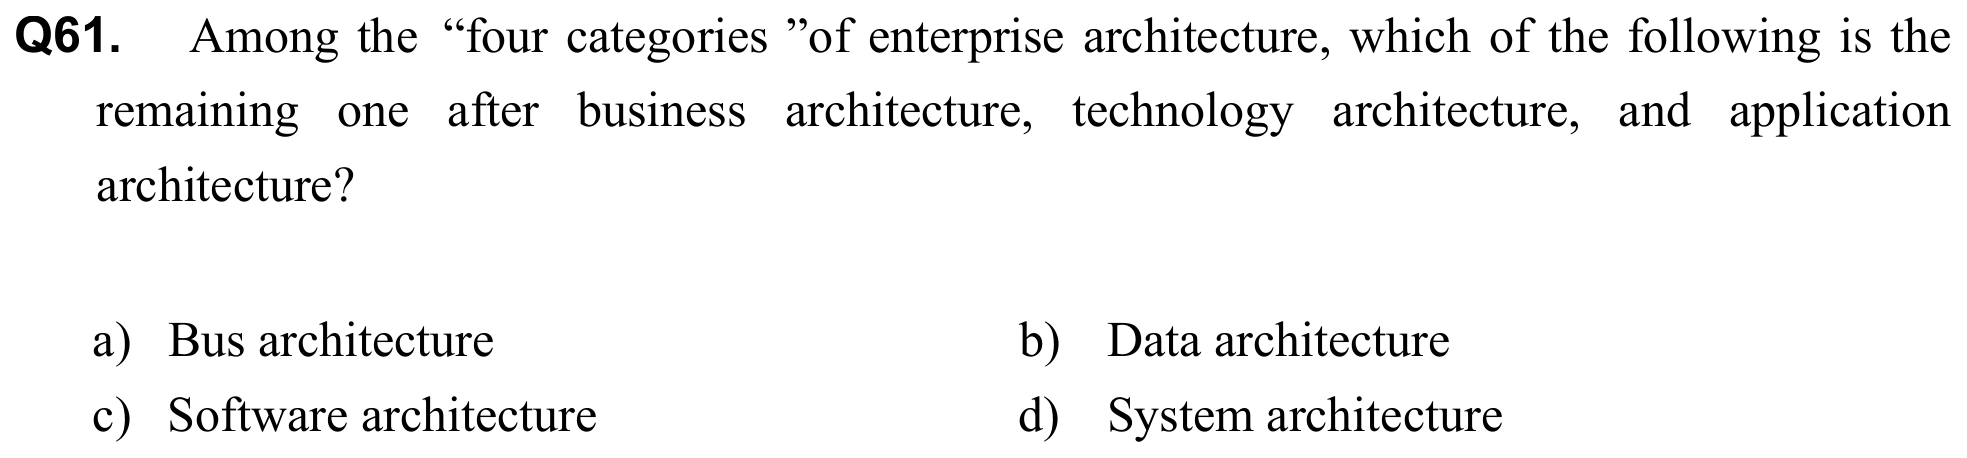 Q61. Among the “four categories ”of enterprise architecture, which of the following is the
remaining one after business architecture, technology architecture, and application
architecture?
a) Bus architecture b) Data architecture
c) Software architecture d) System architecture